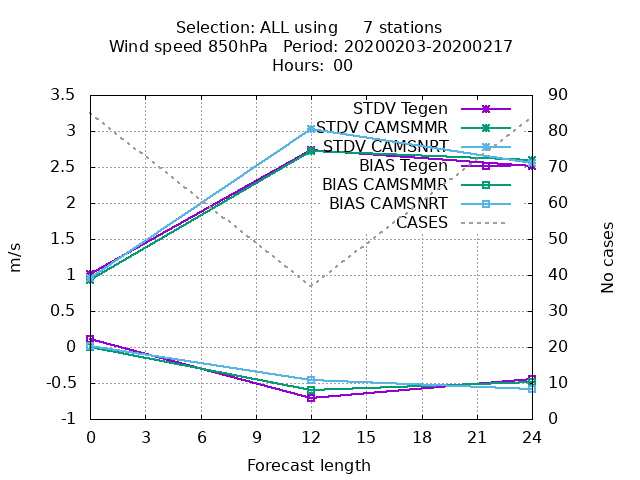 Selection: ALL using     7 stations
Wind speed 850hPa   Period: 20200203-20200217
Hours:  00
3.5
3
2.5
2
1.5
1
0.5
0
-0.5
-1
m/s
STDV Tegen
STDV CAMSMMR
STDV CAMSNRT
BIAS Tegen
BIAS CAMSMMR
BIAS CAMSNRT
CASES
90
80
70
60
50
40
30
20
10
0
No cases
0 3 6 9 12 15 18 21 24
Forecast length